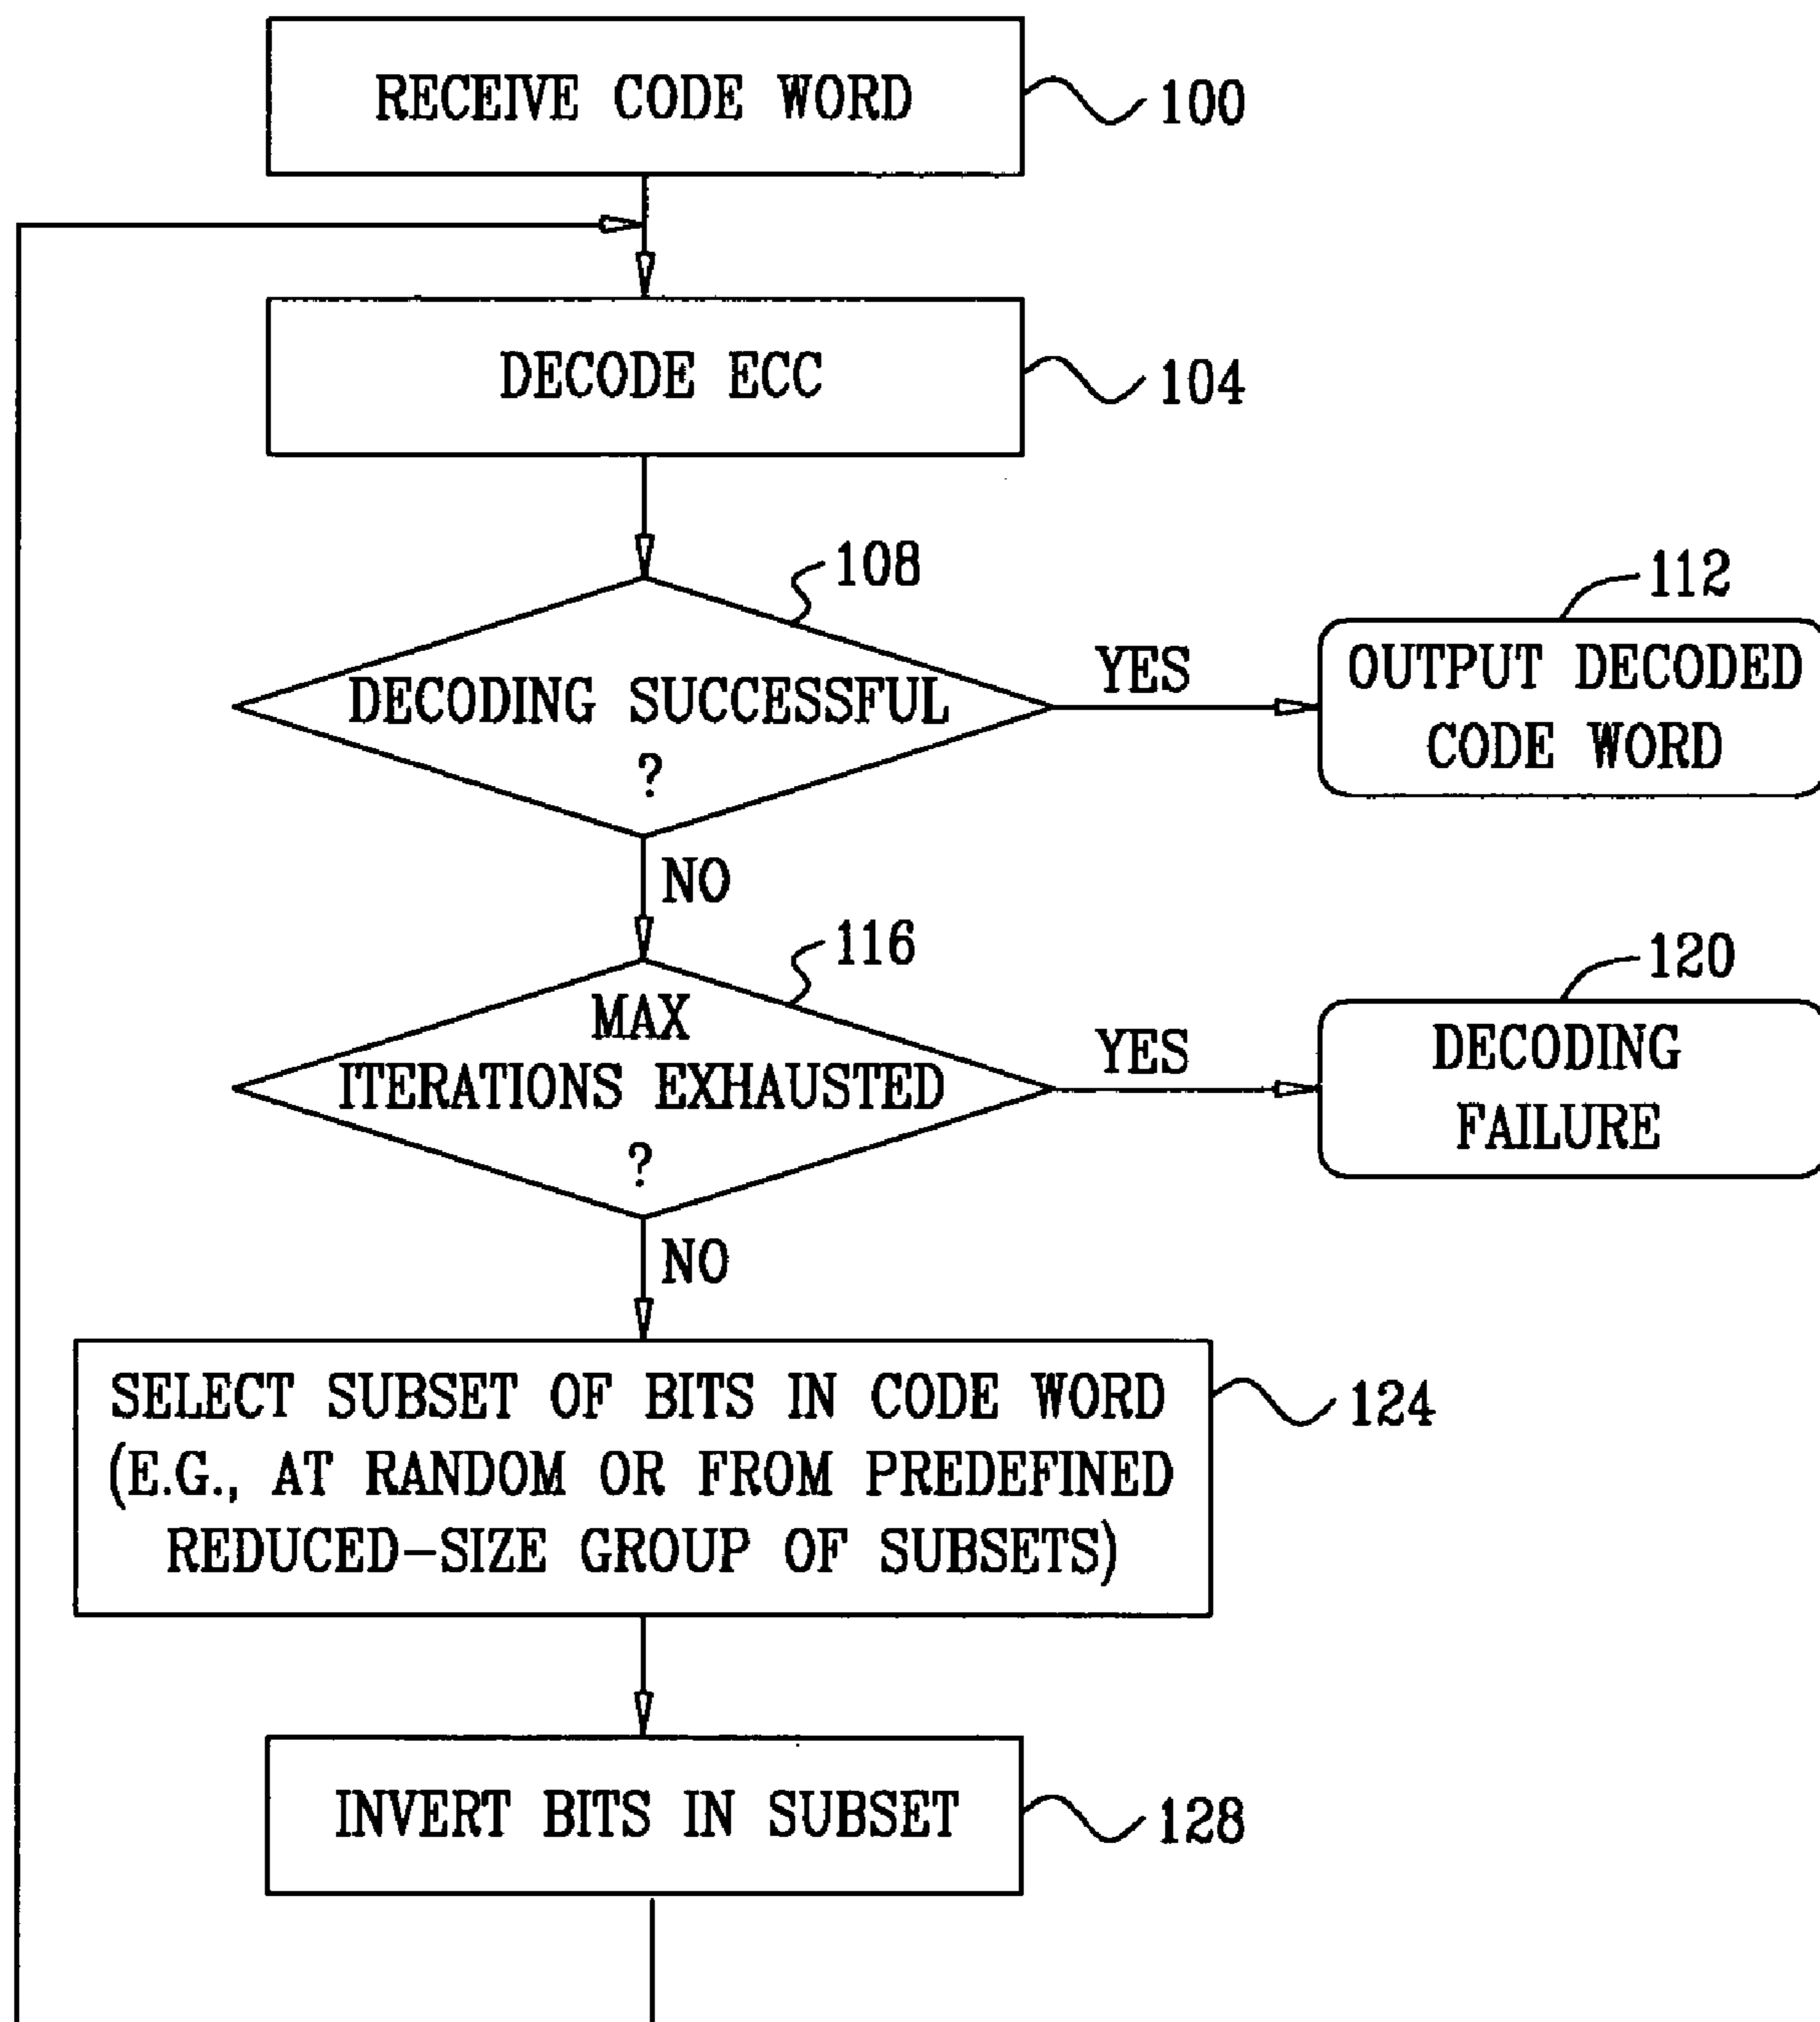 RECEIVE CODE WORD
100
DECODE ECC
104
108
DECODING SUCCESSFUL
?
YES
112
OUTPUT DECODED
CODE WORD
NO
116
MAX
ITERATIONS EXHAUSTED
?
YES
120
DECODING
FAILURE
NO
SELECT SUBSET OF BITS IN CODE WORD
(E.G., AT RANDOM OR FROM PREDEFINED
REDUCED-SIZE GROUP OF SUBSETS)
124
INVERT BITS IN SUBSET
128